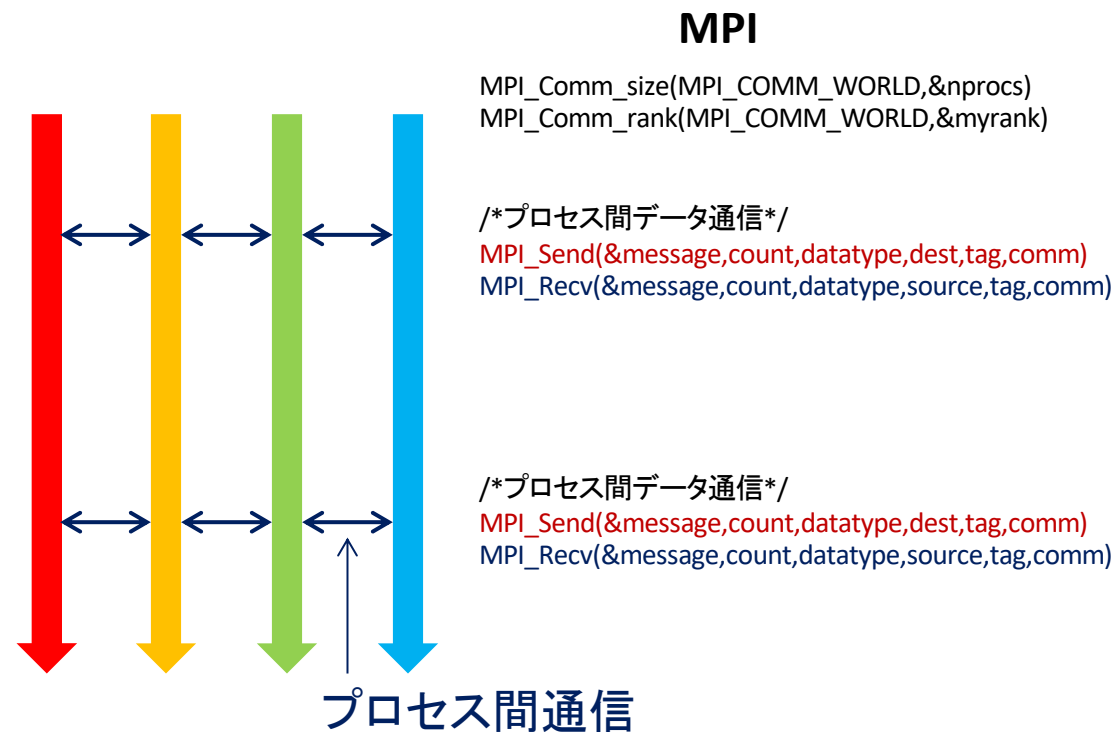 MPI
MPI_Comm_size(MPI_COMM_WORLD,&nprocs)
MPI_Comm_rank(MPI_COMM_WORLD,&myrank)
/*プロセス間データ通信*/
MPI_Send(&message,count,datatype,dest,tag,comm)
MPI_Recv(&message,count,datatype,source,tag,comm)
/*プロセス間データ通信*/
MPI_Send(&message,count,datatype,dest,tag,comm)
MPI_Recv(&message,count,datatype,source,tag,comm)
プロセス間通信